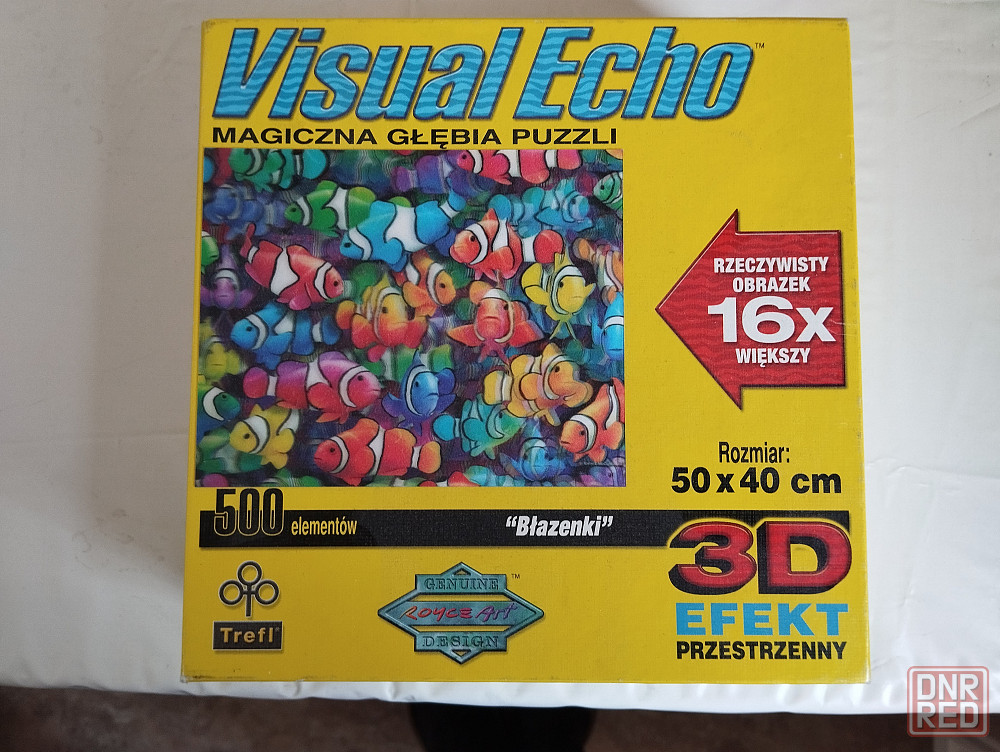 Visual Echo™
MAGICZNA GŁĘBIA PUZZLI
RZECZYWISTY
OBRAZEK
16x
WIĘKSZY
Rozmiar:
50 x 40 cm
500 elementów
“Błazenki”
3D
EFEKT
PRZESTRZENNY
Trefl®
GENUINE ™
ROYCE Art
DESIGN
DNR
RED